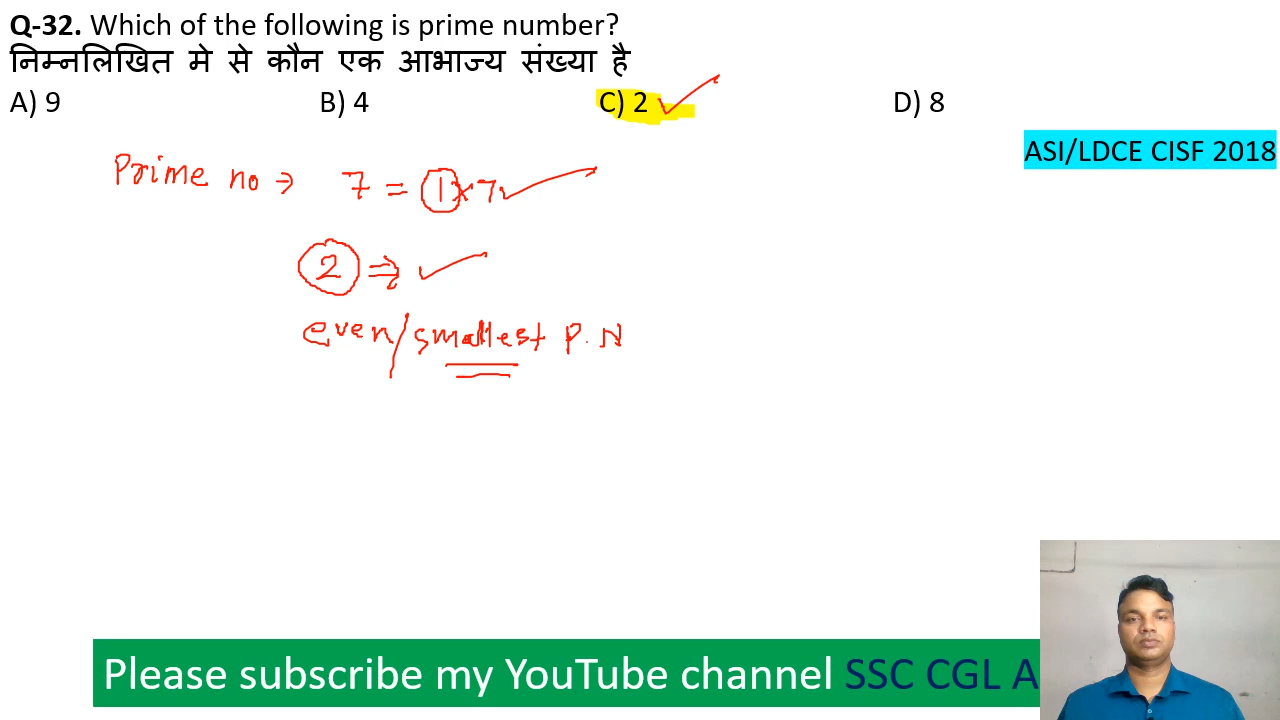 Q-32. Which of the following is prime number?
निम्नलिखित मे से कौन एक आभाज्य संख्या है
A) 9 B) 4 C) 2 D) 8
ASI/LDCE CISF 2018
Prime no → 7 = 1 × 7
2 ⇒
even/smallest P.N
Please subscribe my YouTube channel SSC CGL A